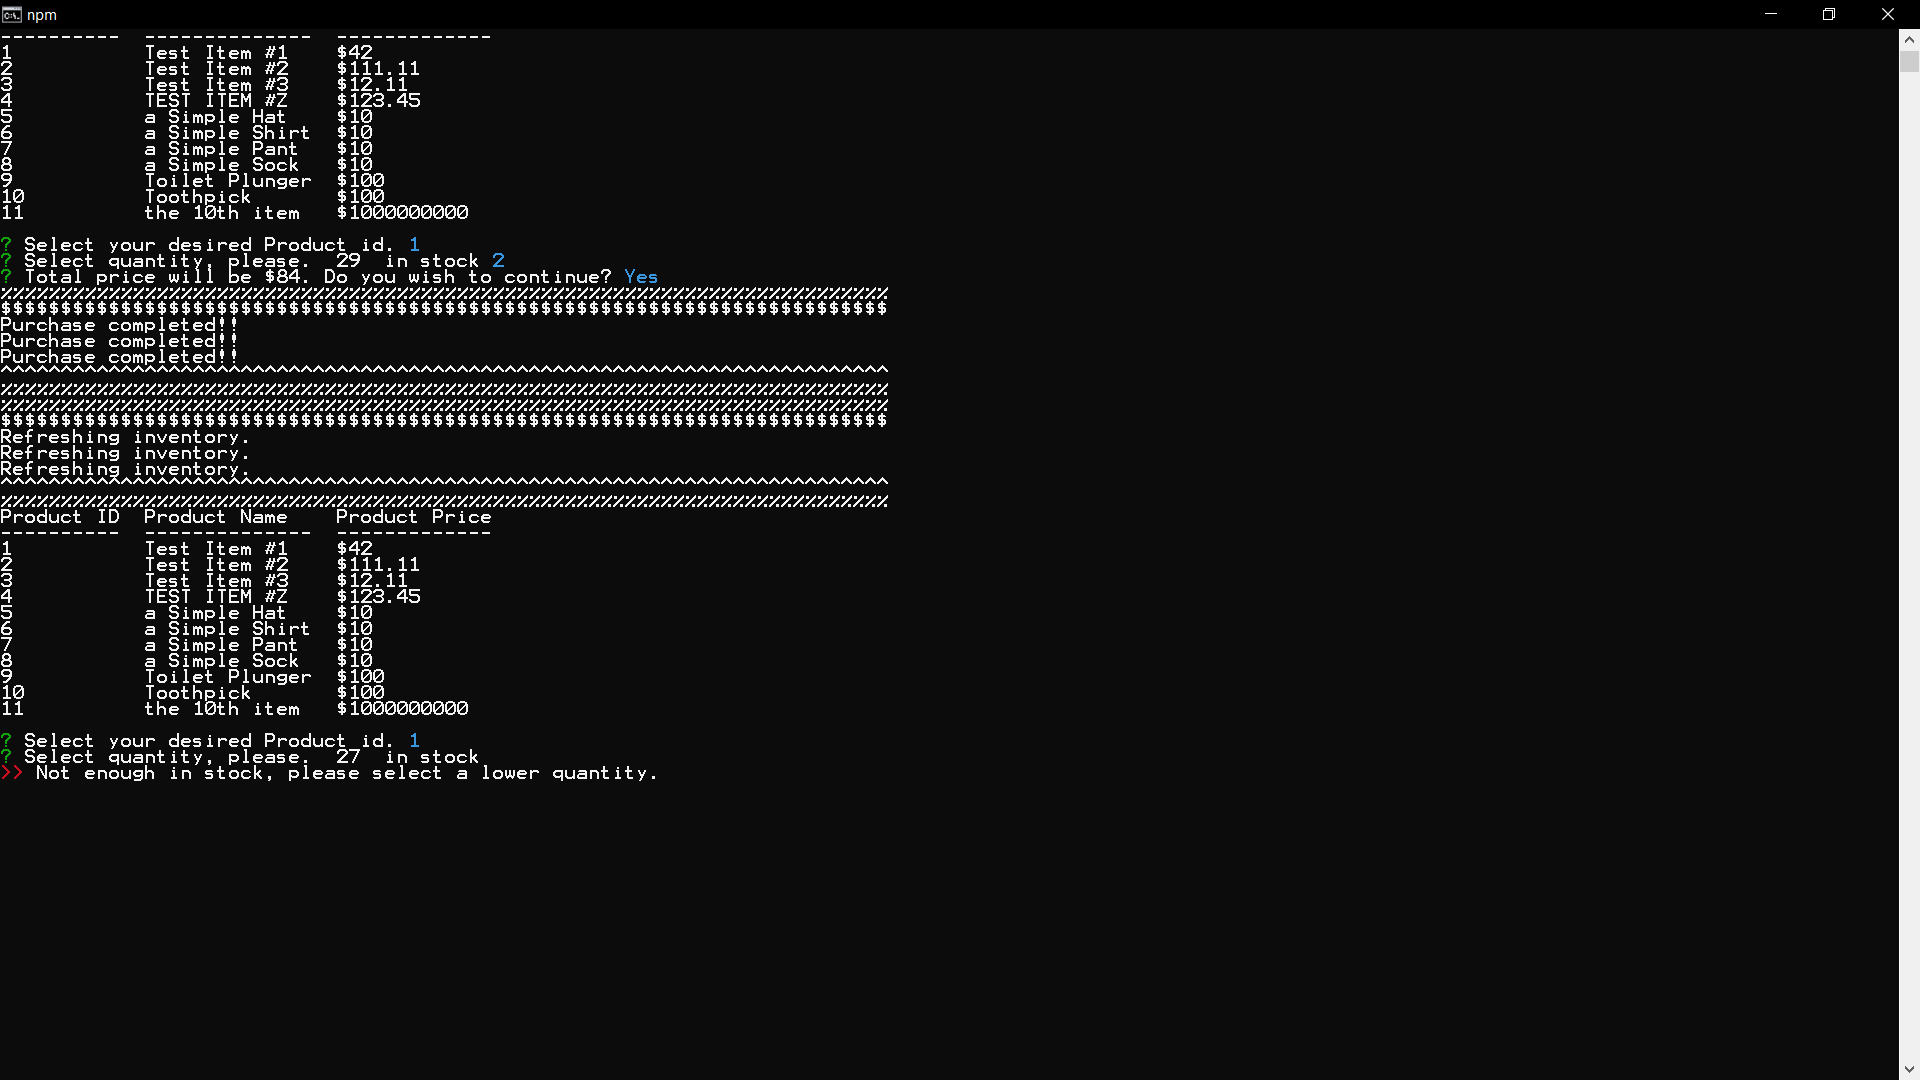 npm
----------  --------------  -------------
1           Test Item #1    $42
2           Test Item #2    $111.11
3           Test Item #3    $12.11
4           TEST ITEM #Z    $123.45
5           a Simple Hat    $10
6           a Simple Shirt  $10
7           a Simple Pant   $10
8           a Simple Sock   $10
9           Toilet Plunger  $100
10          Toothpick       $100
11          the 10th item   $1000000000
? Select your desired Product id. 1
? Select quantity, please.  29  in stock 2
? Total price will be $84. Do you wish to continue? Yes
//////////////////////////////////////////////////////////////////////////
$$$$$$$$$$$$$$$$$$$$$$$$$$$$$$$$$$$$$$$$$$$$$$$$$$$$$$$$$$$$$$$$$$$$$$$$$$
Purchase completed!!
Purchase completed!!
Purchase completed!!
^^^^^^^^^^^^^^^^^^^^^^^^^^^^^^^^^^^^^^^^^^^^^^^^^^^^^^^^^^^^^^^^^^^^^^^^^^
//////////////////////////////////////////////////////////////////////////
//////////////////////////////////////////////////////////////////////////
$$$$$$$$$$$$$$$$$$$$$$$$$$$$$$$$$$$$$$$$$$$$$$$$$$$$$$$$$$$$$$$$$$$$$$$$$$
Refreshing inventory.
Refreshing inventory.
Refreshing inventory.
^^^^^^^^^^^^^^^^^^^^^^^^^^^^^^^^^^^^^^^^^^^^^^^^^^^^^^^^^^^^^^^^^^^^^^^^^^
//////////////////////////////////////////////////////////////////////////
Product ID  Product Name    Product Price
----------  --------------  -------------
1           Test Item #1    $42
2           Test Item #2    $111.11
3           Test Item #3    $12.11
4           TEST ITEM #Z    $123.45
5           a Simple Hat    $10
6           a Simple Shirt  $10
7           a Simple Pant   $10
8           a Simple Sock   $10
9           Toilet Plunger  $100
10          Toothpick       $100
11          the 10th item   $1000000000
? Select your desired Product id. 1
? Select quantity, please.  27  in stock
>> Not enough in stock, please select a lower quantity.